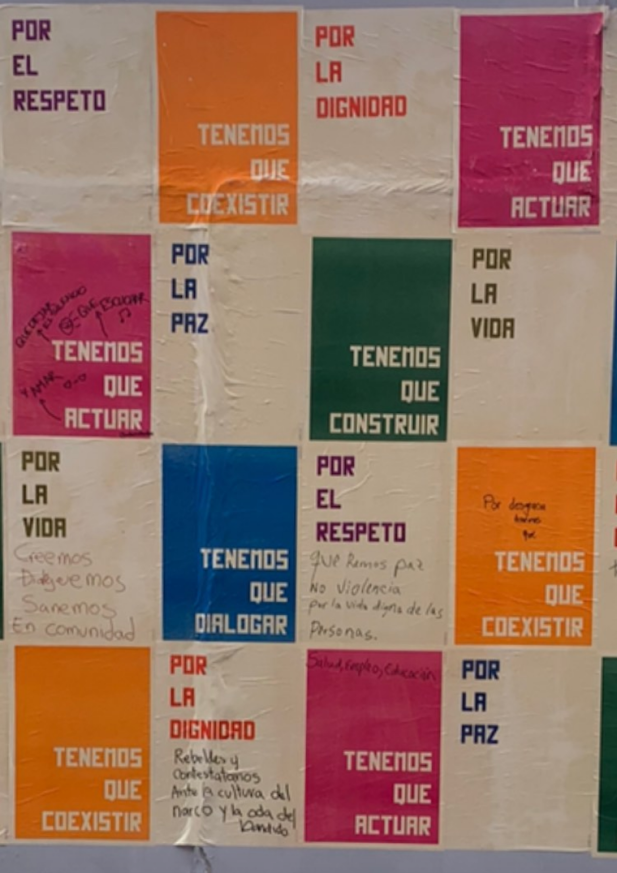 POR
EL
RESPETO
TENEMOS
QUE
COEXISTIR
POR
LA
DIGNIDAD
TENEMOS
QUE
ACTUAR
QUE
ESCUCHAR
Y AMAR
TENEMOS
QUE
ACTUAR
POR
LA
PAZ
TENEMOS
QUE
CONSTRUIR
POR
LA
VIDA
POR
LA
VIDA
Creemos
Dialoguemos
Sanemos
En comunidad
TENEMOS
QUE
DIALOGAR
POR
EL
RESPETO
queremos paz
No violencia
por la vida digna de las
Personas.
Por desgracia
TENEMOS
QUE
COEXISTIR
TENEMOS
QUE
COEXISTIR
POR
LA
DIGNIDAD
Rebeldes y
contestatarios
Ante la cultura del
narco y la oda del
Salud, Empleo, Educación
TENEMOS
QUE
ACTUAR
POR
LA
PAZ